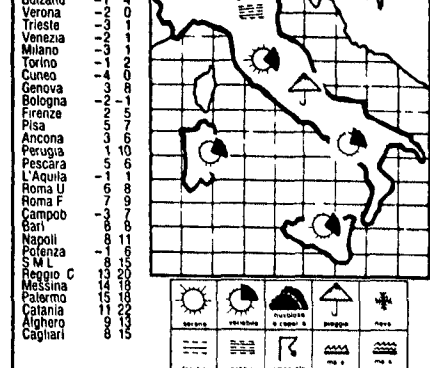 Verona -2 0
Trieste -3 1
Venezia -2 1
Milano -3 1
Torino -1 2
Cuneo -4 0
Genova 3 8
Bologna -2 -1
Firenze 2 5
Pisa 5 7
Ancona 3 6
Perugia 1 10
Pescara 5 6
L'Aquila -1 1
Roma U 6 8
Roma F 7 9
Campob -3 7
Bari 6 8
Napoli 8 11
Potenza -1 6
S M L 8 15
Reggio C 13 20
Messina 14 18
Palermo 15 18
Catania 11 22
Alghero 9 13
Cagliari 8 15
sereno variabile nuvoloso o coperto pioggia neve